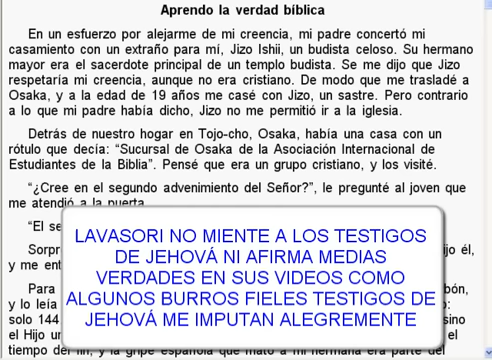 Aprendo la verdad bíblica
En un esfuerzo por alejarme de mi creencia, mi padre concertó mi
casamiento con un extraño para mí, Jizo Ishii, un budista celoso. Su hermano
mayor era el sacerdote principal de un templo budista. Se me dijo que Jizo
respetaría mi creencia, aunque no era cristiano. De modo que me trasladé a
Osaka, y a la edad de 19 años me casé con Jizo, un sastre. Pero contrario
a lo que mi padre había dicho, Jizo no me permitió ir a la iglesia.
Detrás de nuestro hogar en Tojo-cho, Osaka, había una casa con un
rótulo que decía: “Sucursal de Osaka de la Asociación Internacional de
Estudiantes de la Biblia”. Pensé que era un grupo cristiano, y los visité.
“¿Cree en el segundo advenimiento del Señor?”, le pregunté al joven que
me atendió a la puerta.
“El se
Sorpr ijo él,
y me ent
Para bón,
y lo leía o:
solo 144 sino
el Hijo un el
tiempo del fin, y la gripe española que mató a mi hermana era parte del
LAVASORI NO MIENTE A LOS TESTIGOS
DE JEHOVÁ NI AFIRMA MEDIAS
VERDADES EN SUS VIDEOS COMO
ALGUNOS BURROS FIELES TESTIGOS DE
JEHOVÁ ME IMPUTAN ALEGREMENTE